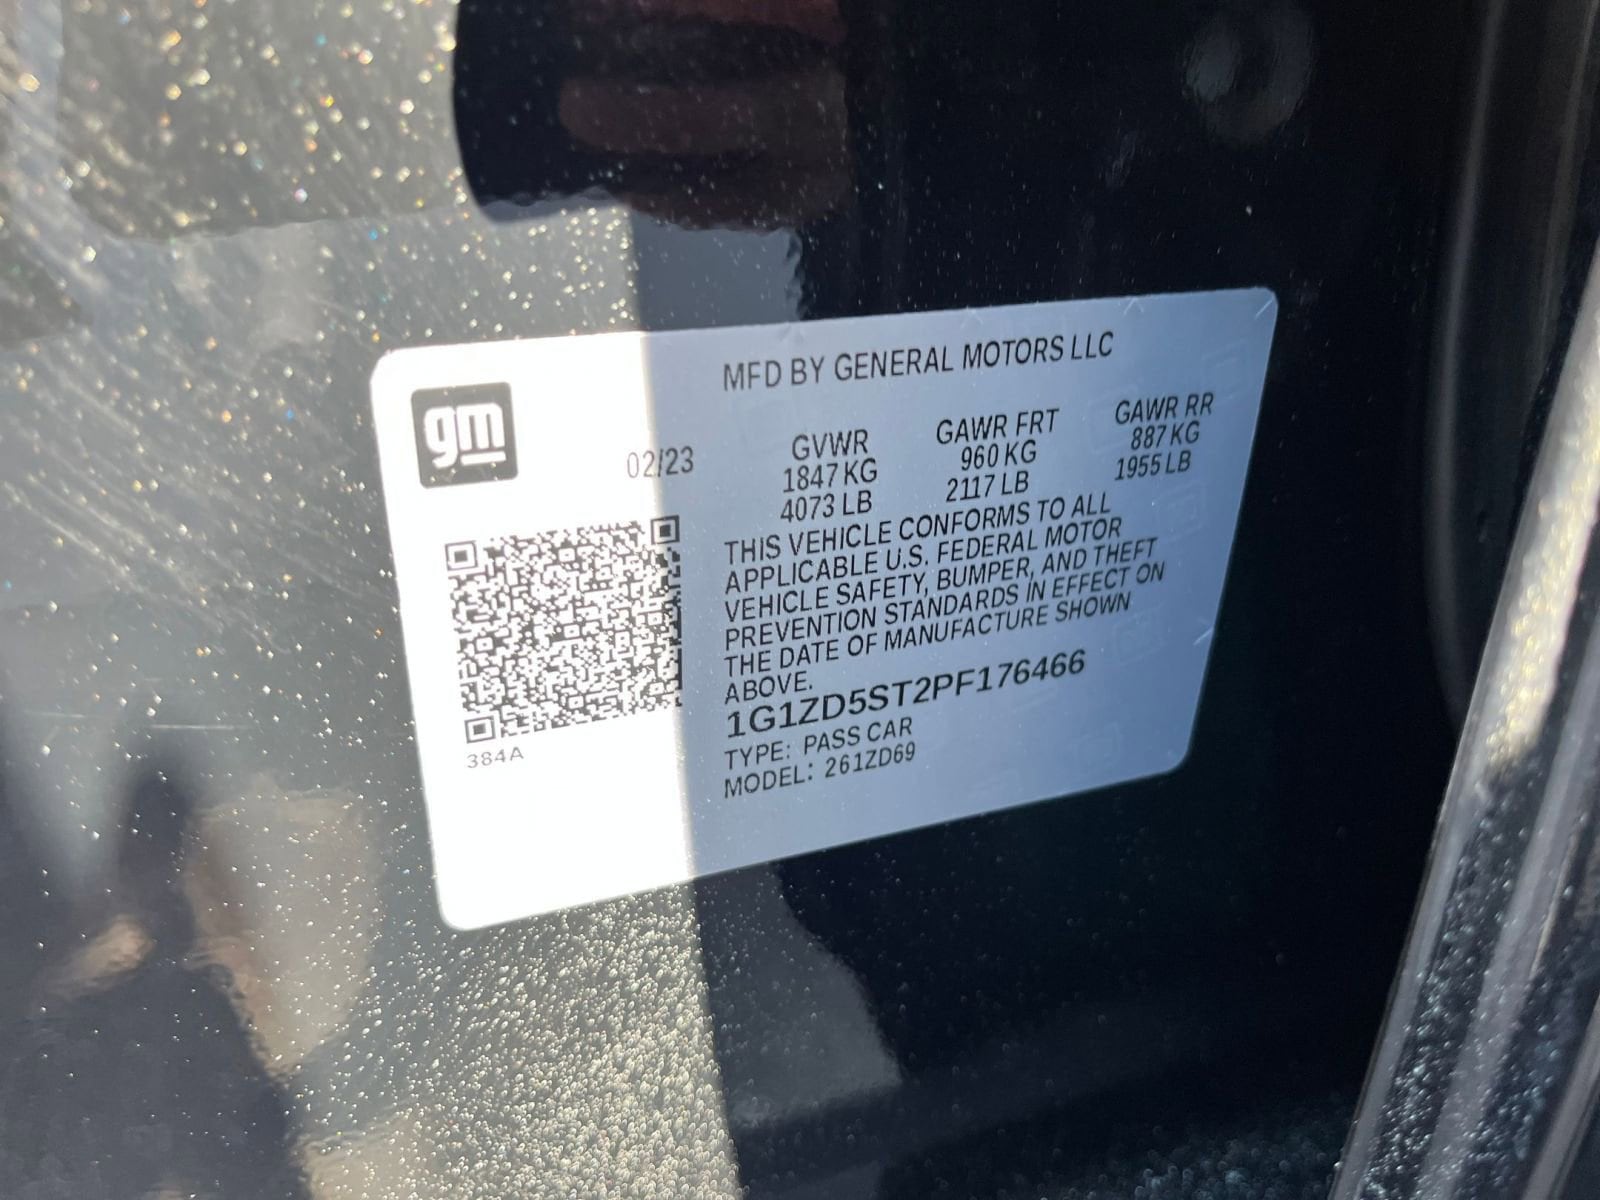 MFD BY GENERAL MOTORS LLC
gm
02/23
GVWR GAWR FRT GAWR RR
1847 KG 960 KG 887 KG
4073 LB 2117 LB 1955 LB
THIS VEHICLE CONFORMS TO ALL
APPLICABLE U.S. FEDERAL MOTOR
VEHICLE SAFETY, BUMPER, AND THEFT
PREVENTION STANDARDS IN EFFECT ON
THE DATE OF MANUFACTURE SHOWN
ABOVE.
1G1ZD5ST2PF176466
TYPE: PASS CAR
MODEL: 261ZD69
384A